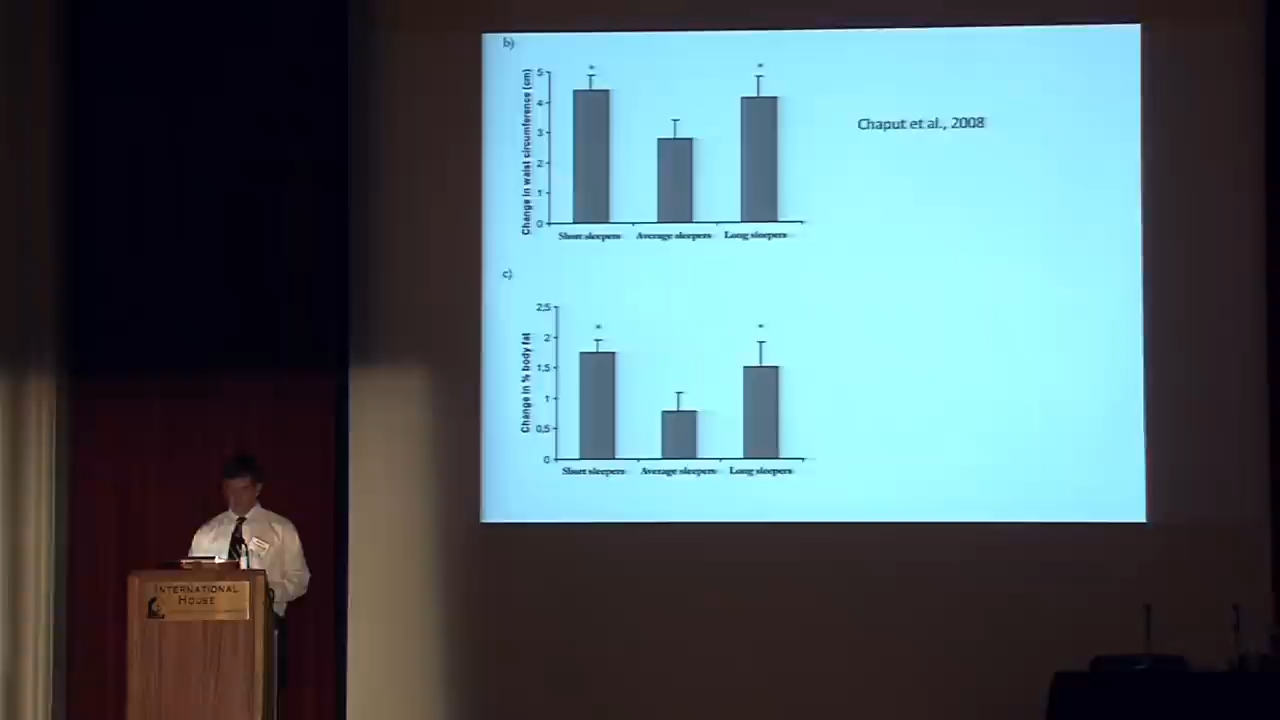 b)
Change in waist circumference (cm)
5
4
3
2
1
0
*
*
Short sleepers
Average sleepers
Long sleepers
Chaput et al., 2008
c)
Change in % body fat
2,5
2
1,5
1
0,5
0
*
*
Short sleepers
Average sleepers
Long sleepers
INTERNATIONAL
HOUSE